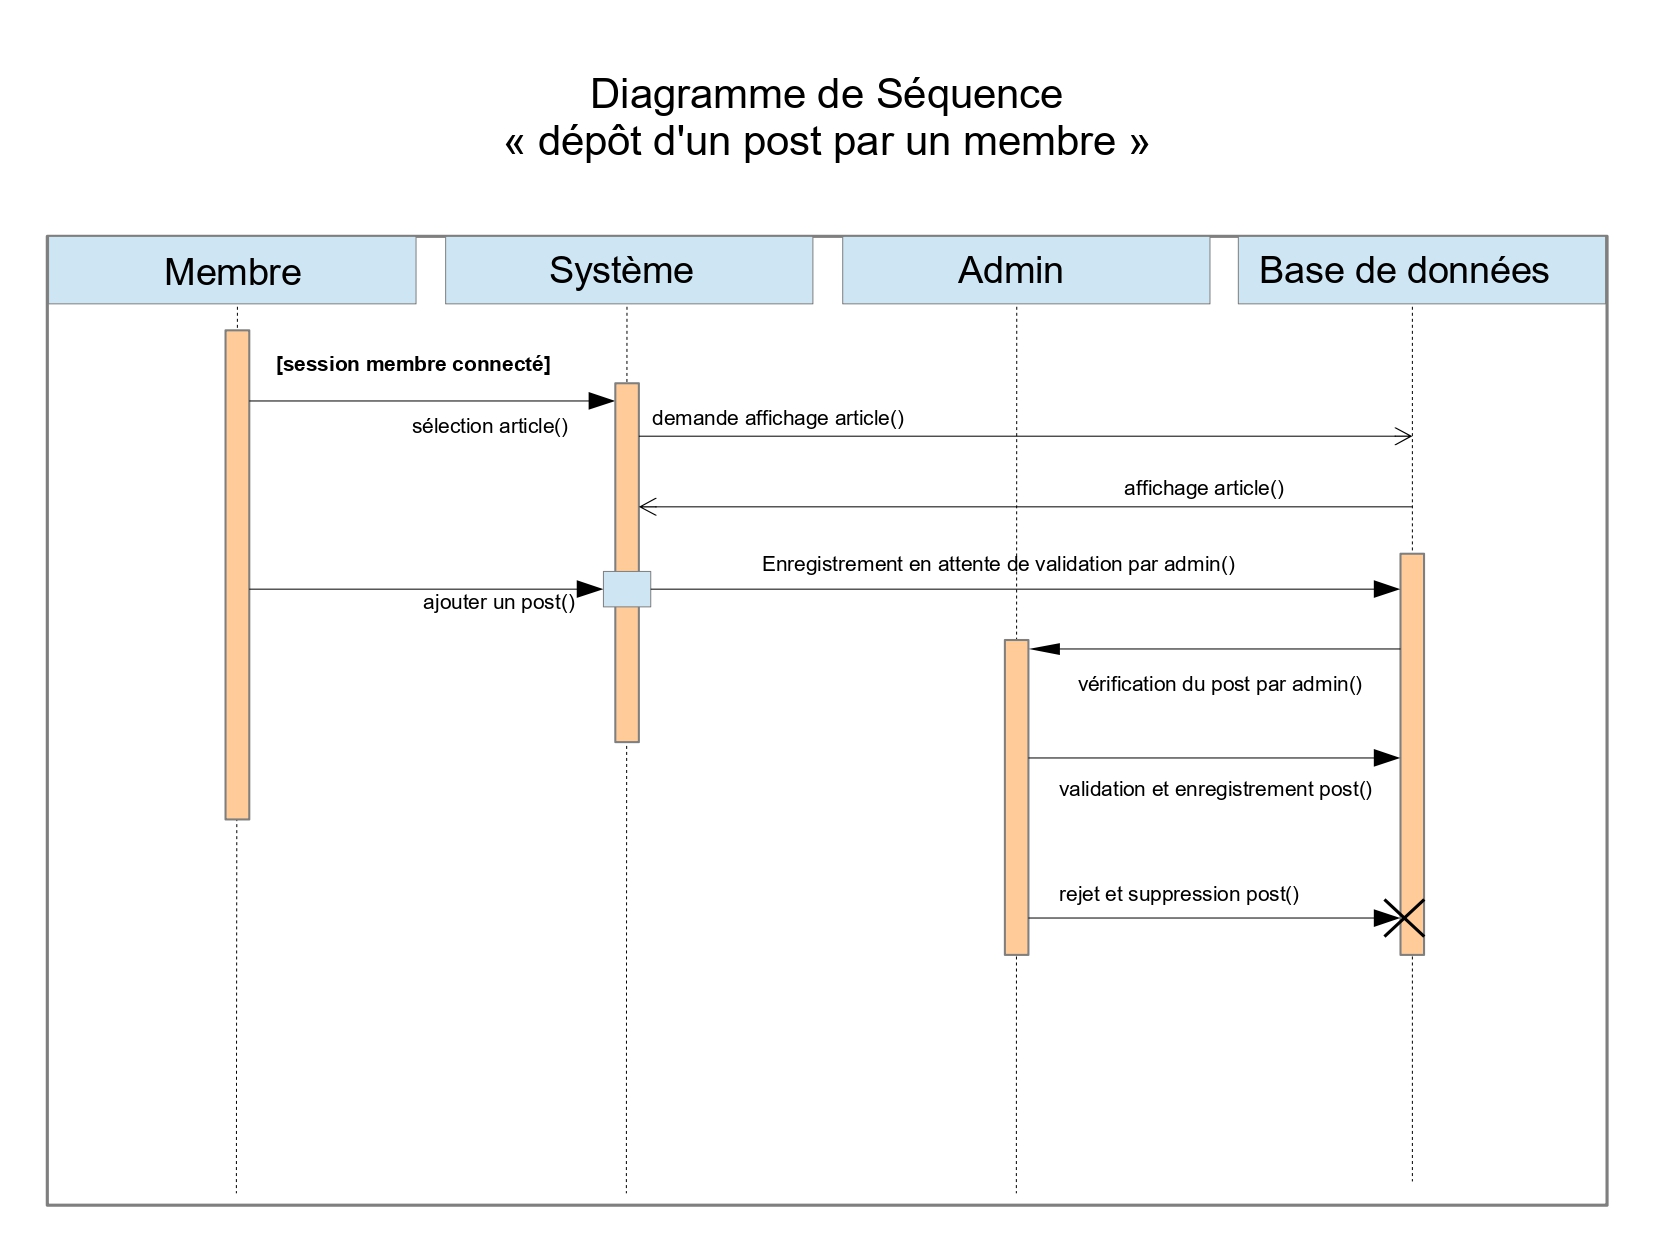 Diagramme de Séquence
« dépôt d'un post par un membre »
Membre
Système
Admin
Base de données
[session membre connecté]
sélection article()
demande affichage article()
affichage article()
Enregistrement en attente de validation par admin()
ajouter un post()
vérification du post par admin()
validation et enregistrement post()
rejet et suppression post()